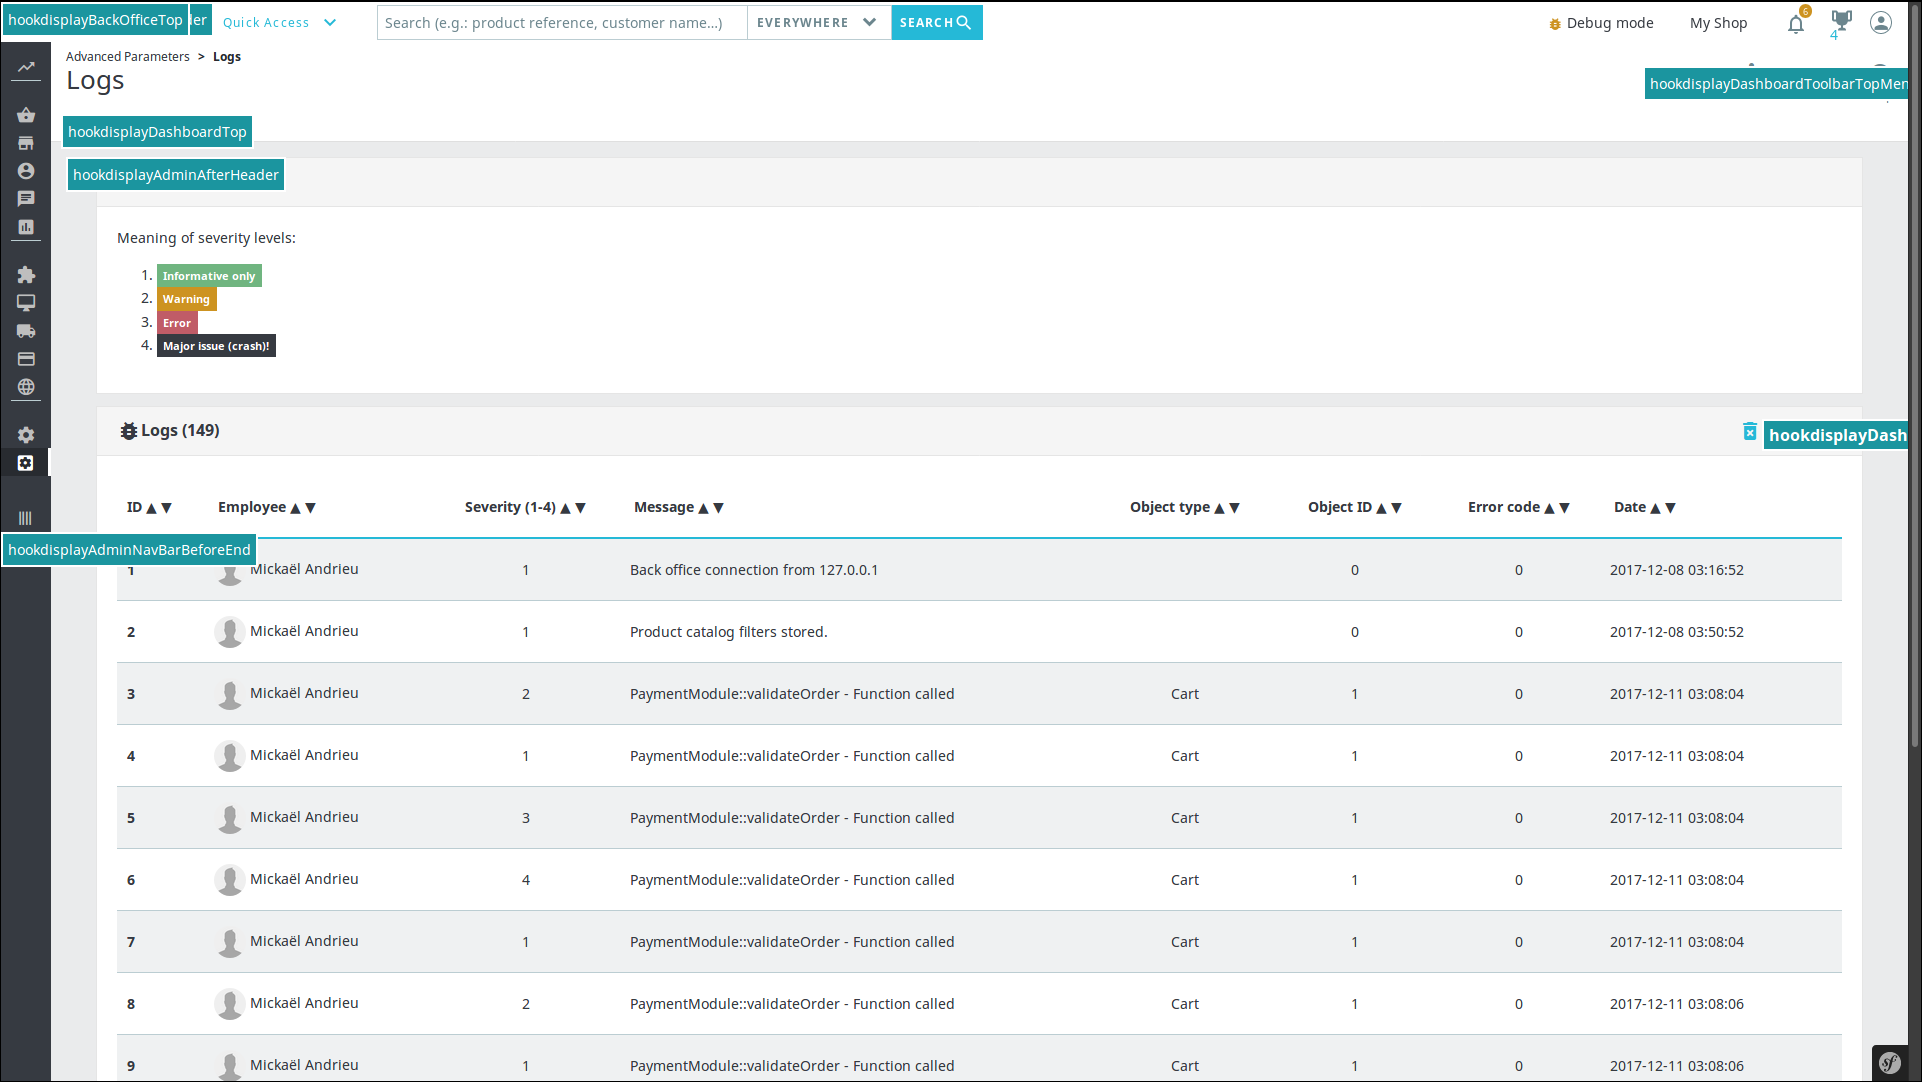 hookdisplayBackOfficeTop
Quick Access
Search (e.g.: product reference, customer name...)
EVERYWHERE
SEARCH
Debug mode
My Shop
6
4
Advanced Parameters > Logs
Logs
hookdisplayDashboardToolbarTopMen
hookdisplayDashboardTop
hookdisplayAdminAfterHeader
Meaning of severity levels:
1. Informative only
2. Warning
3. Error
4. Major issue (crash)!
Logs (149)
hookdisplayDash
ID ▲▼ Employee ▲▼ Severity (1-4) ▲▼ Message ▲▼ Object type ▲▼ Object ID ▲▼ Error code ▲▼ Date ▲▼
hookdisplayAdminNavBarBeforeEnd
1 Mickaël Andrieu 1 Back office connection from 127.0.0.1 0 0 2017-12-08 03:16:52
2 Mickaël Andrieu 1 Product catalog filters stored. 0 0 2017-12-08 03:50:52
3 Mickaël Andrieu 2 PaymentModule::validateOrder - Function called Cart 1 0 2017-12-11 03:08:04
4 Mickaël Andrieu 1 PaymentModule::validateOrder - Function called Cart 1 0 2017-12-11 03:08:04
5 Mickaël Andrieu 3 PaymentModule::validateOrder - Function called Cart 1 0 2017-12-11 03:08:04
6 Mickaël Andrieu 4 PaymentModule::validateOrder - Function called Cart 1 0 2017-12-11 03:08:04
7 Mickaël Andrieu 1 PaymentModule::validateOrder - Function called Cart 1 0 2017-12-11 03:08:04
8 Mickaël Andrieu 2 PaymentModule::validateOrder - Function called Cart 1 0 2017-12-11 03:08:06
9 Mickaël Andrieu 1 PaymentModule::validateOrder - Function called Cart 1 0 2017-12-11 03:08:06
sf